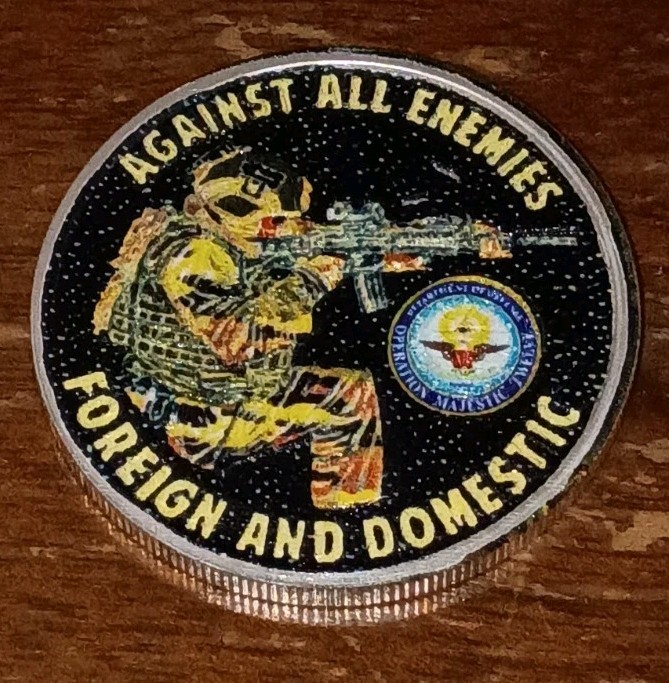 AGAINST ALL ENEMIES
FOREIGN AND DOMESTIC
DEPARTMENT OF DEFENSE
OPERATION MAJESTIC TWELVE